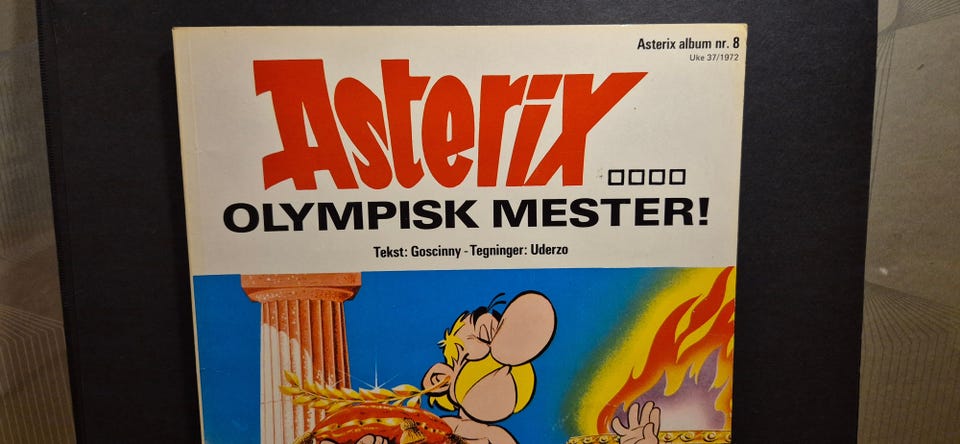 Asterix album nr. 8
Uke 37/1972
Asterix ....
OLYMPISK MESTER!
Tekst: Goscinny - Tegninger: Uderzo